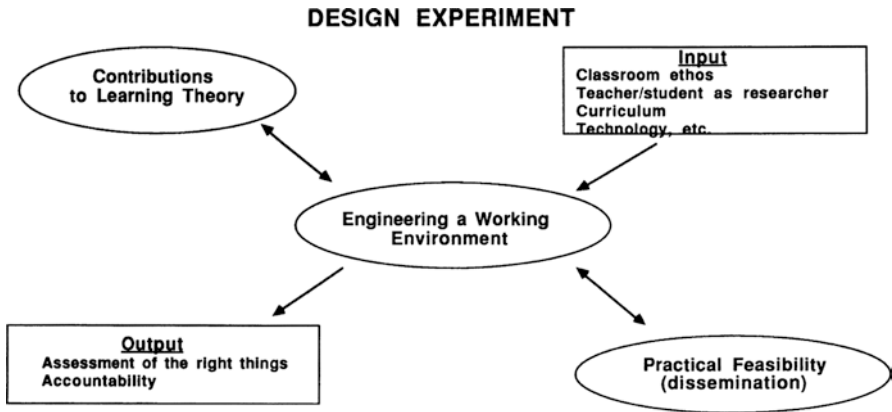 DESIGN EXPERIMENT
Contributions
to Learning Theory
Input
Classroom ethos
Teacher/student as researcher
Curriculum
Technology, etc.
Engineering a Working
Environment
Output
Assessment of the right things
Accountability
Practical Feasibility
(dissemination)